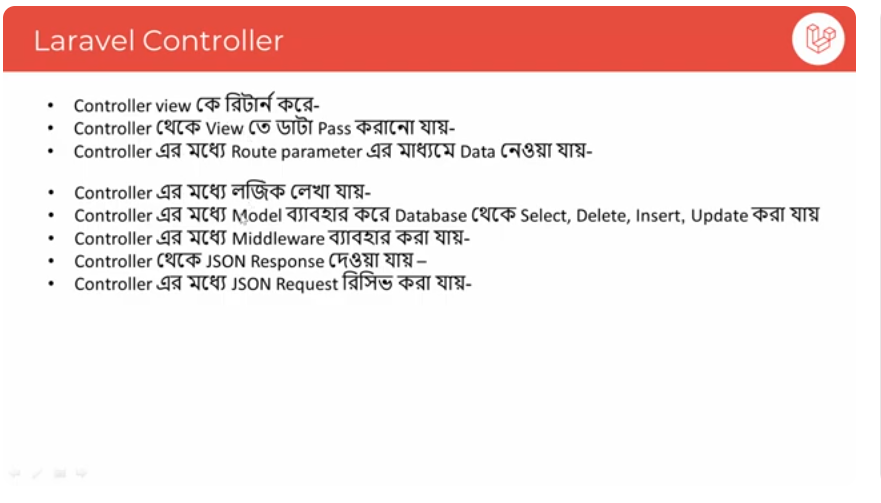 Laravel Controller
• Controller view কে রিটার্ন করে-
• Controller থেকে View তে ডাটা Pass করানো যায়-
• Controller এর মধ্যে Route parameter এর মাধ্যমে Data নেওয়া যায়-
• Controller এর মধ্যে লজিক লেখা যায়-
• Controller এর মধ্যে Model ব্যাবহার করে Database থেকে Select, Delete, Insert, Update করা যায়
• Controller এর মধ্যে Middleware ব্যাবহার করা যায়-
• Controller থেকে JSON Response দেওয়া যায় –
• Controller এর মধ্যে JSON Request রিসিভ করা যায়-